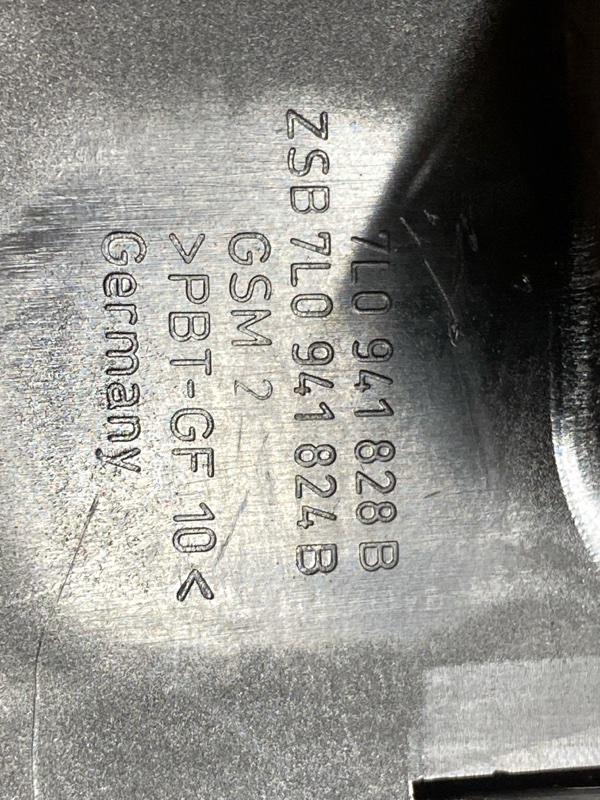 7L0 941 828 B
ZSB 7L0 941 824 B
GSM 2
>PBT-GF 10<
Germany